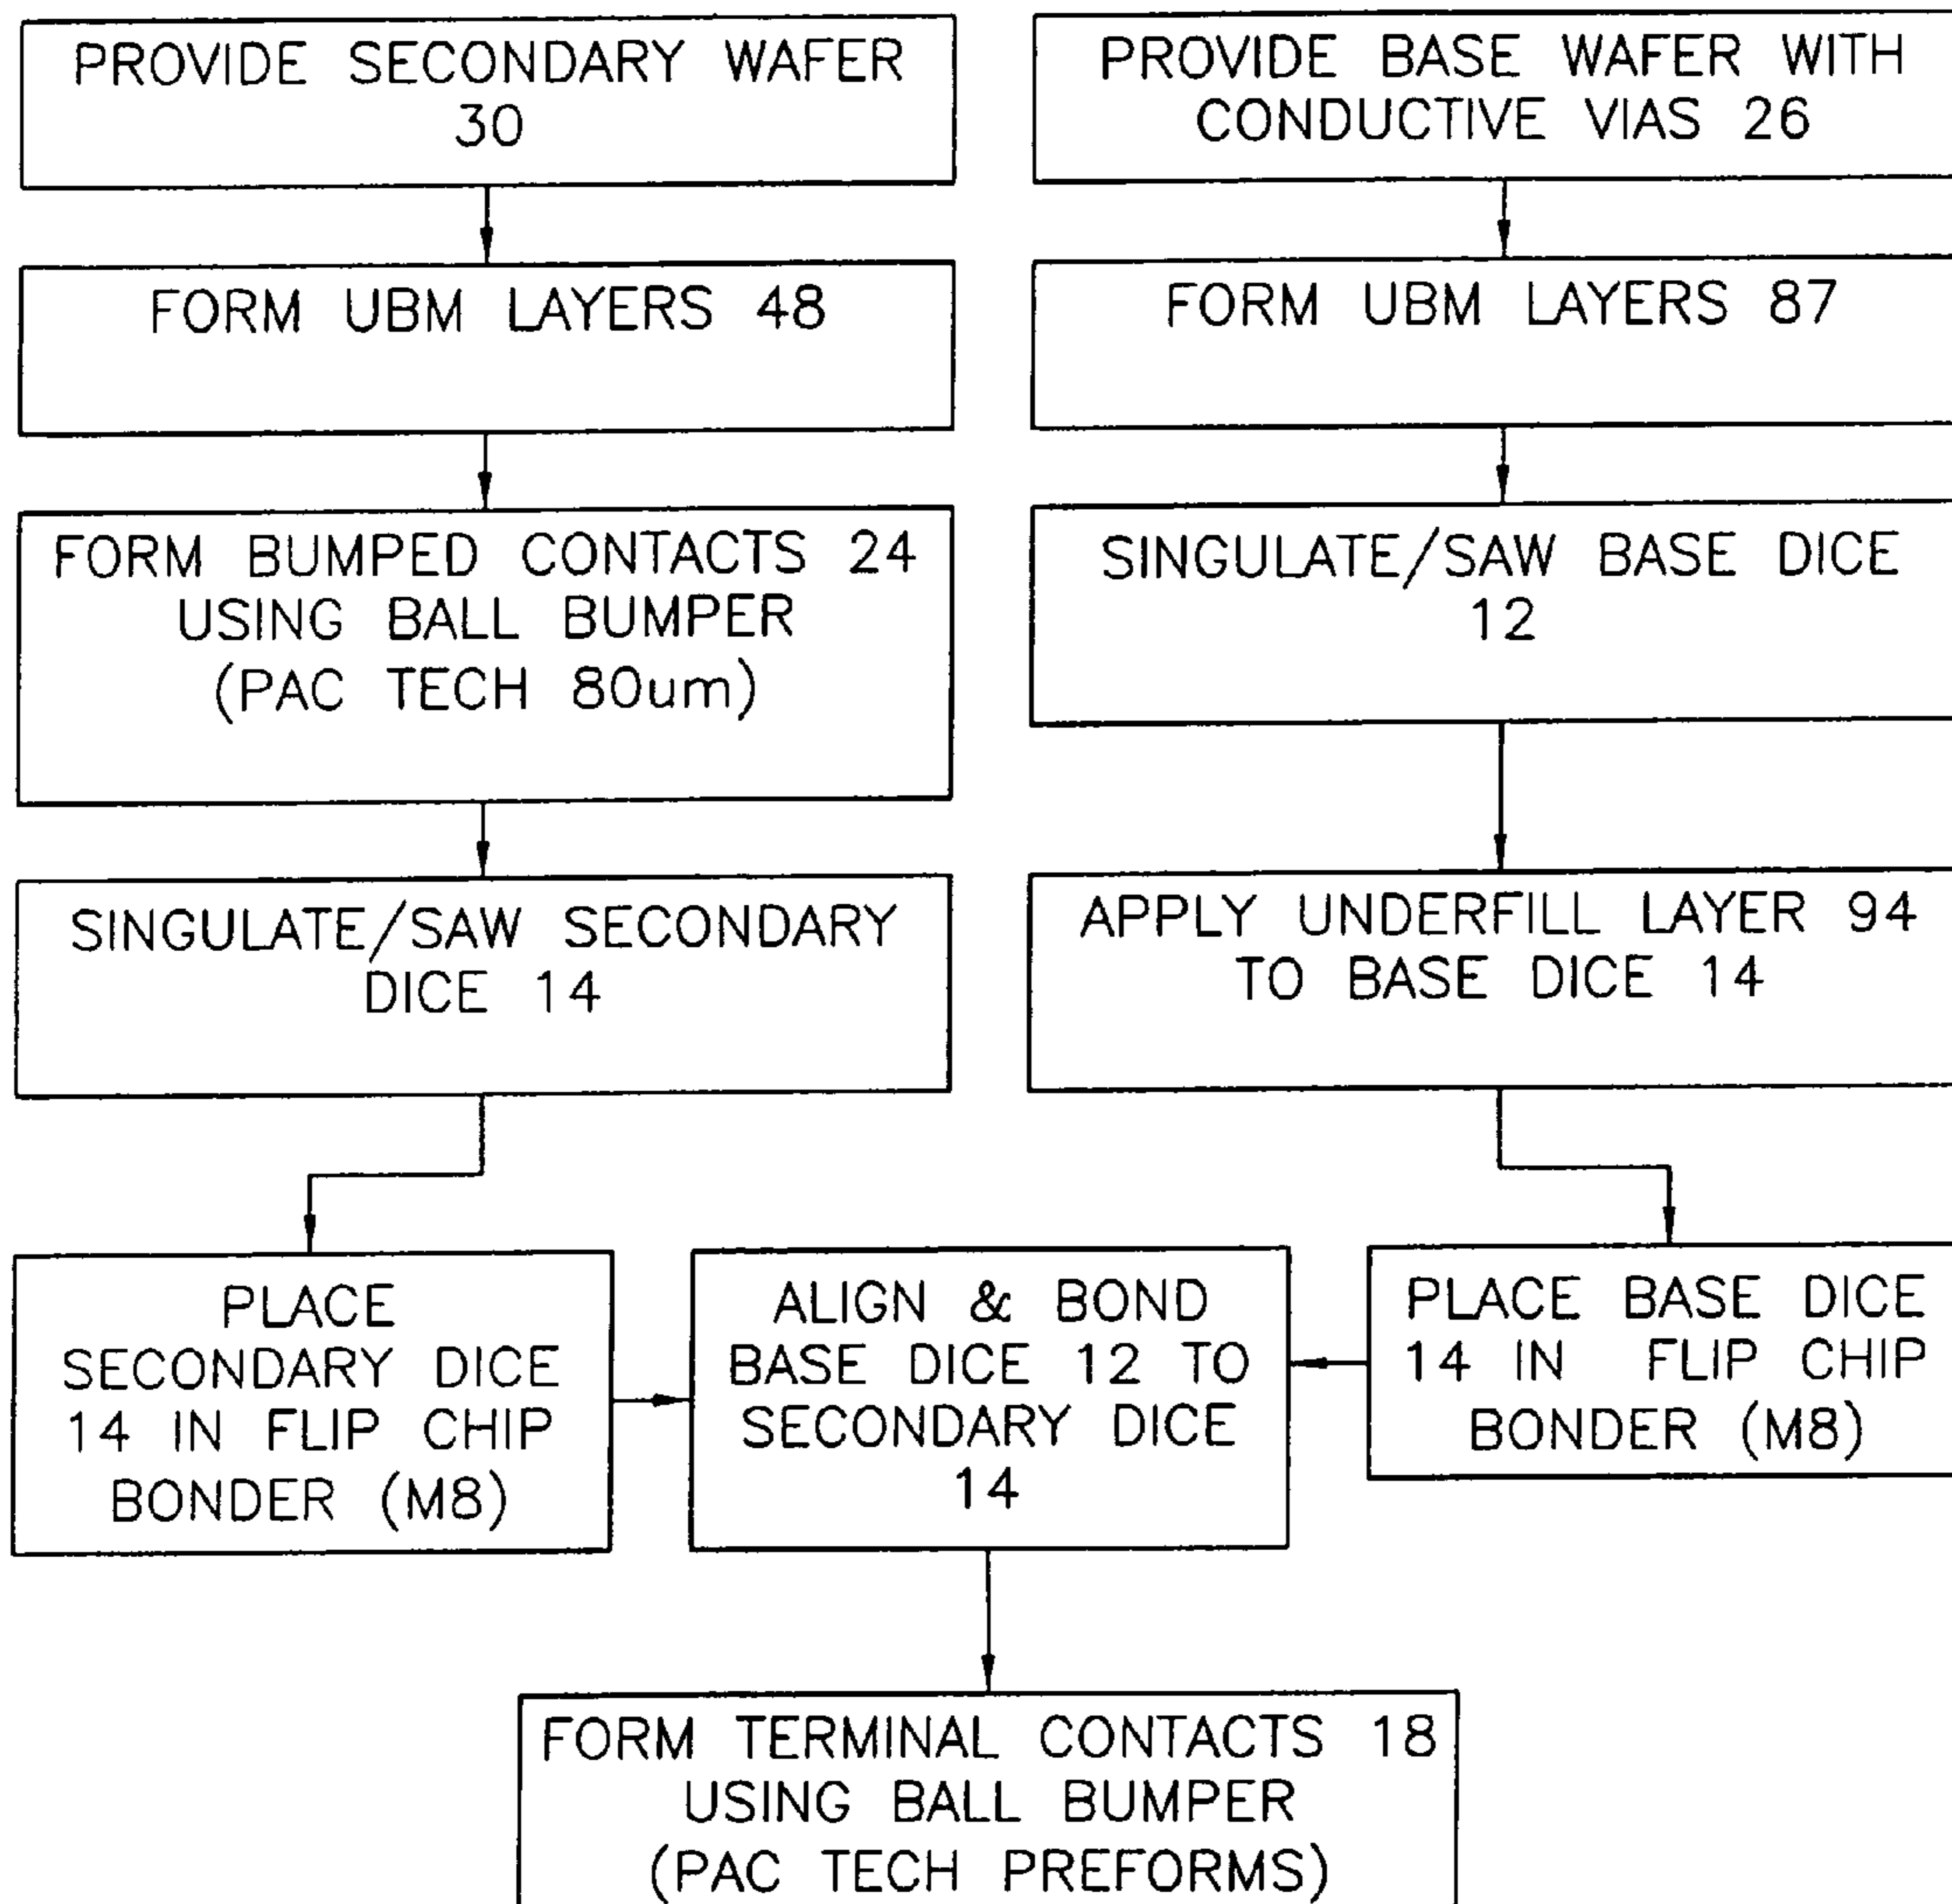 PROVIDE SECONDARY WAFER
30
FORM UBM LAYERS 48
FORM BUMPED CONTACTS 24
USING BALL BUMPER
(PAC TECH 80um)
SINGULATE/SAW SECONDARY
DICE 14
PLACE
SECONDARY DICE
14 IN FLIP CHIP
BONDER (M8)
PROVIDE BASE WAFER WITH
CONDUCTIVE VIAS 26
FORM UBM LAYERS 87
SINGULATE/SAW BASE DICE
12
APPLY UNDERFILL LAYER 94
TO BASE DICE 14
PLACE BASE DICE
14 IN FLIP CHIP
BONDER (M8)
ALIGN & BOND
BASE DICE 12 TO
SECONDARY DICE
14
FORM TERMINAL CONTACTS 18
USING BALL BUMPER
(PAC TECH PREFORMS)